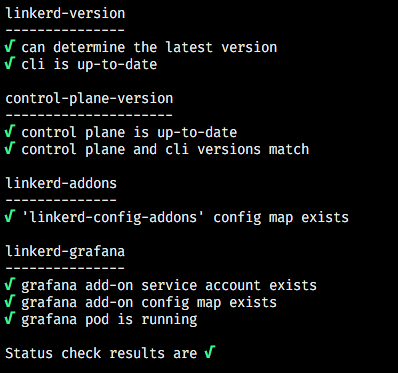 linkerd-version
---------------
√ can determine the latest version
√ cli is up-to-date

control-plane-version
---------------------
√ control plane is up-to-date
√ control plane and cli versions match

linkerd-addons
--------------
√ 'linkerd-config-addons' config map exists

linkerd-grafana
---------------
√ grafana add-on service account exists
√ grafana add-on config map exists
√ grafana pod is running

Status check results are √